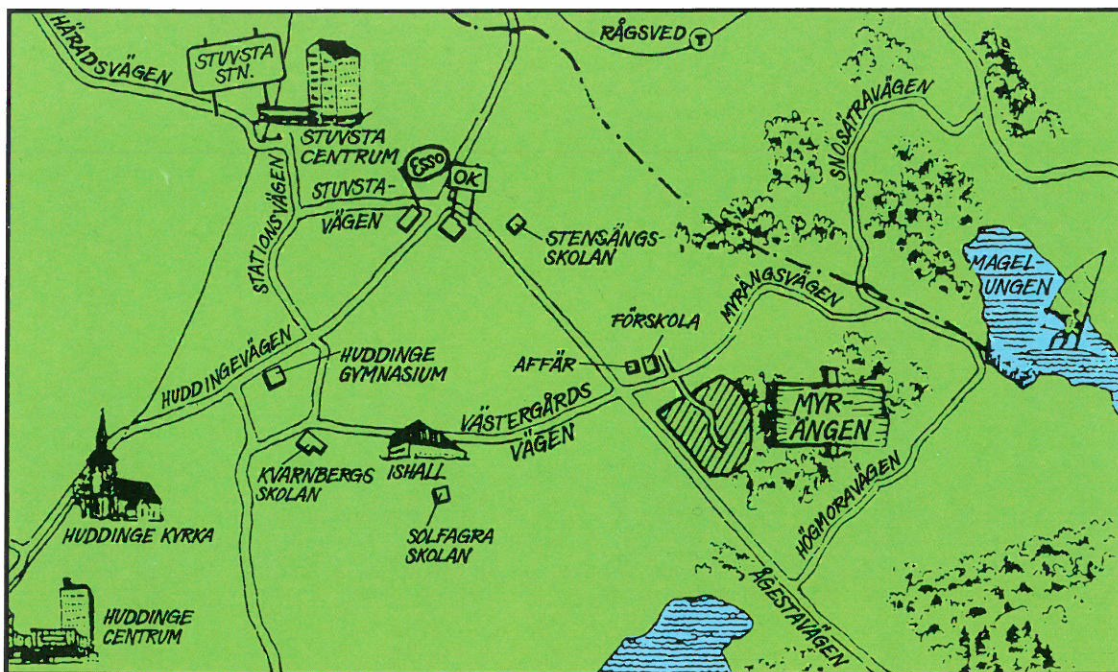 HÄRADSVÄGEN
STUVSTA
STN.
STUVSTA
CENTRUM
RÅGSVED
T
SNÖSÄTRAVÄGEN
ESSO
OK
STUVSTA-
VÄGEN
STATIONSVÄGEN
STENSÄNGS-
SKOLAN
MAGEL-
UNGEN
MYRÄNGSVÄGEN
FÖRSKOLA
AFFÄR
HUDDINGEVÄGEN
HUDDINGE
GYMNASIUM
VÄSTERGÅRDS
VÄGEN
MYR-
ÄNGEN
KVARNBERGS
SKOLAN
ISHALL
SOLFAGRA
SKOLAN
HÖGMORAVÄGEN
HUDDINGE KYRKA
ÅGESTAVÄGEN
HUDDINGE
CENTRUM